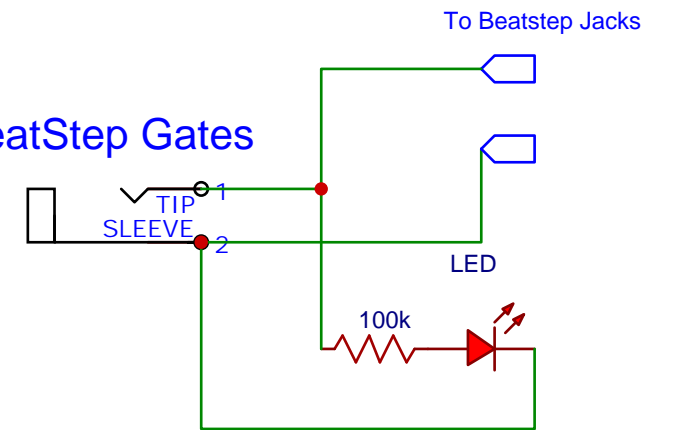 To Beatstep Jacks
eatStep Gates
1
TIP
SLEEVE
2
LED
100k